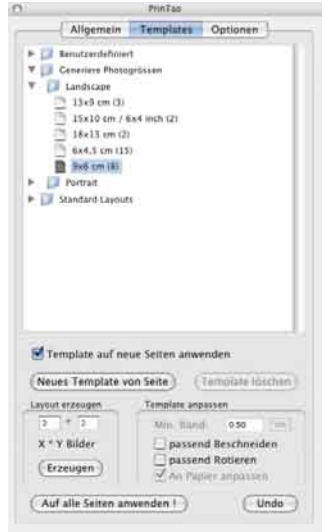 PrinTao
Allgemein Templates Optionen
Benutzerdefiniert
Generiere Photogrössen
Landscape
13x9 cm (3)
15x10 cm / 6x4 inch (2)
18x13 cm (2)
6x4,5 cm (15)
9x6 cm (8)
Portrait
Standard Layouts
Template auf neue Seiten anwenden
Neues Template von Seite Template löschen
Layout erzeugen Template anpassen
* Min. Rand 0.50
X * Y Bilder passend Beschneiden
passend Rotieren
Erzeugen An Papier anpassen
Auf alle Seiten anwenden ! Undo